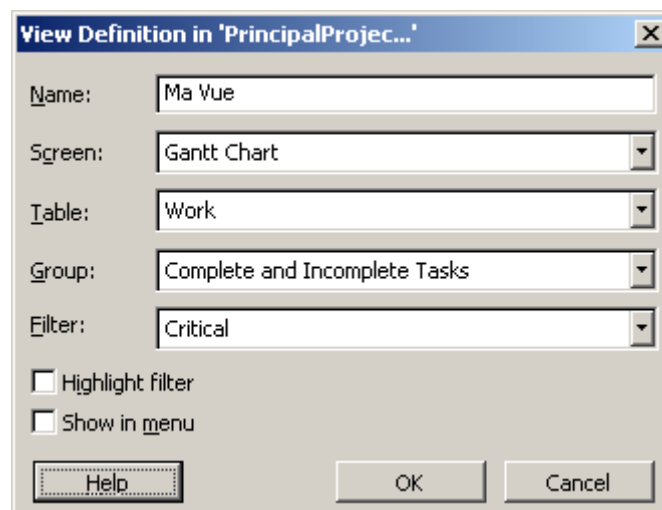 View Definition in 'PrincipalProjec...'
Name: Ma Vue
Screen: Gantt Chart
Table: Work
Group: Complete and Incomplete Tasks
Filter: Critical
Highlight filter
Show in menu
Help OK Cancel